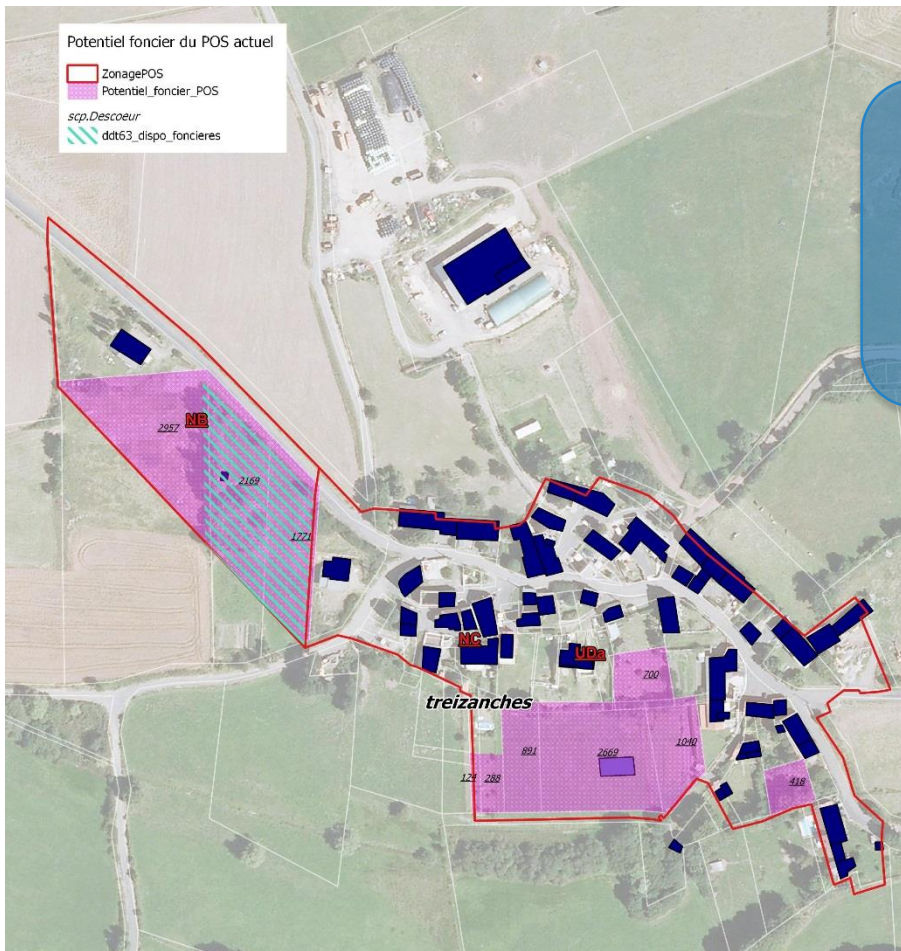 Potentiel foncier du POS actuel
ZonagePOS
Potentiel_foncier_POS
scp.Descoeur
ddt63_dispo_foncieres
NB
2957
2169
1771
NC
UDa
700
treizanches
891
2669
1040
124
288
418